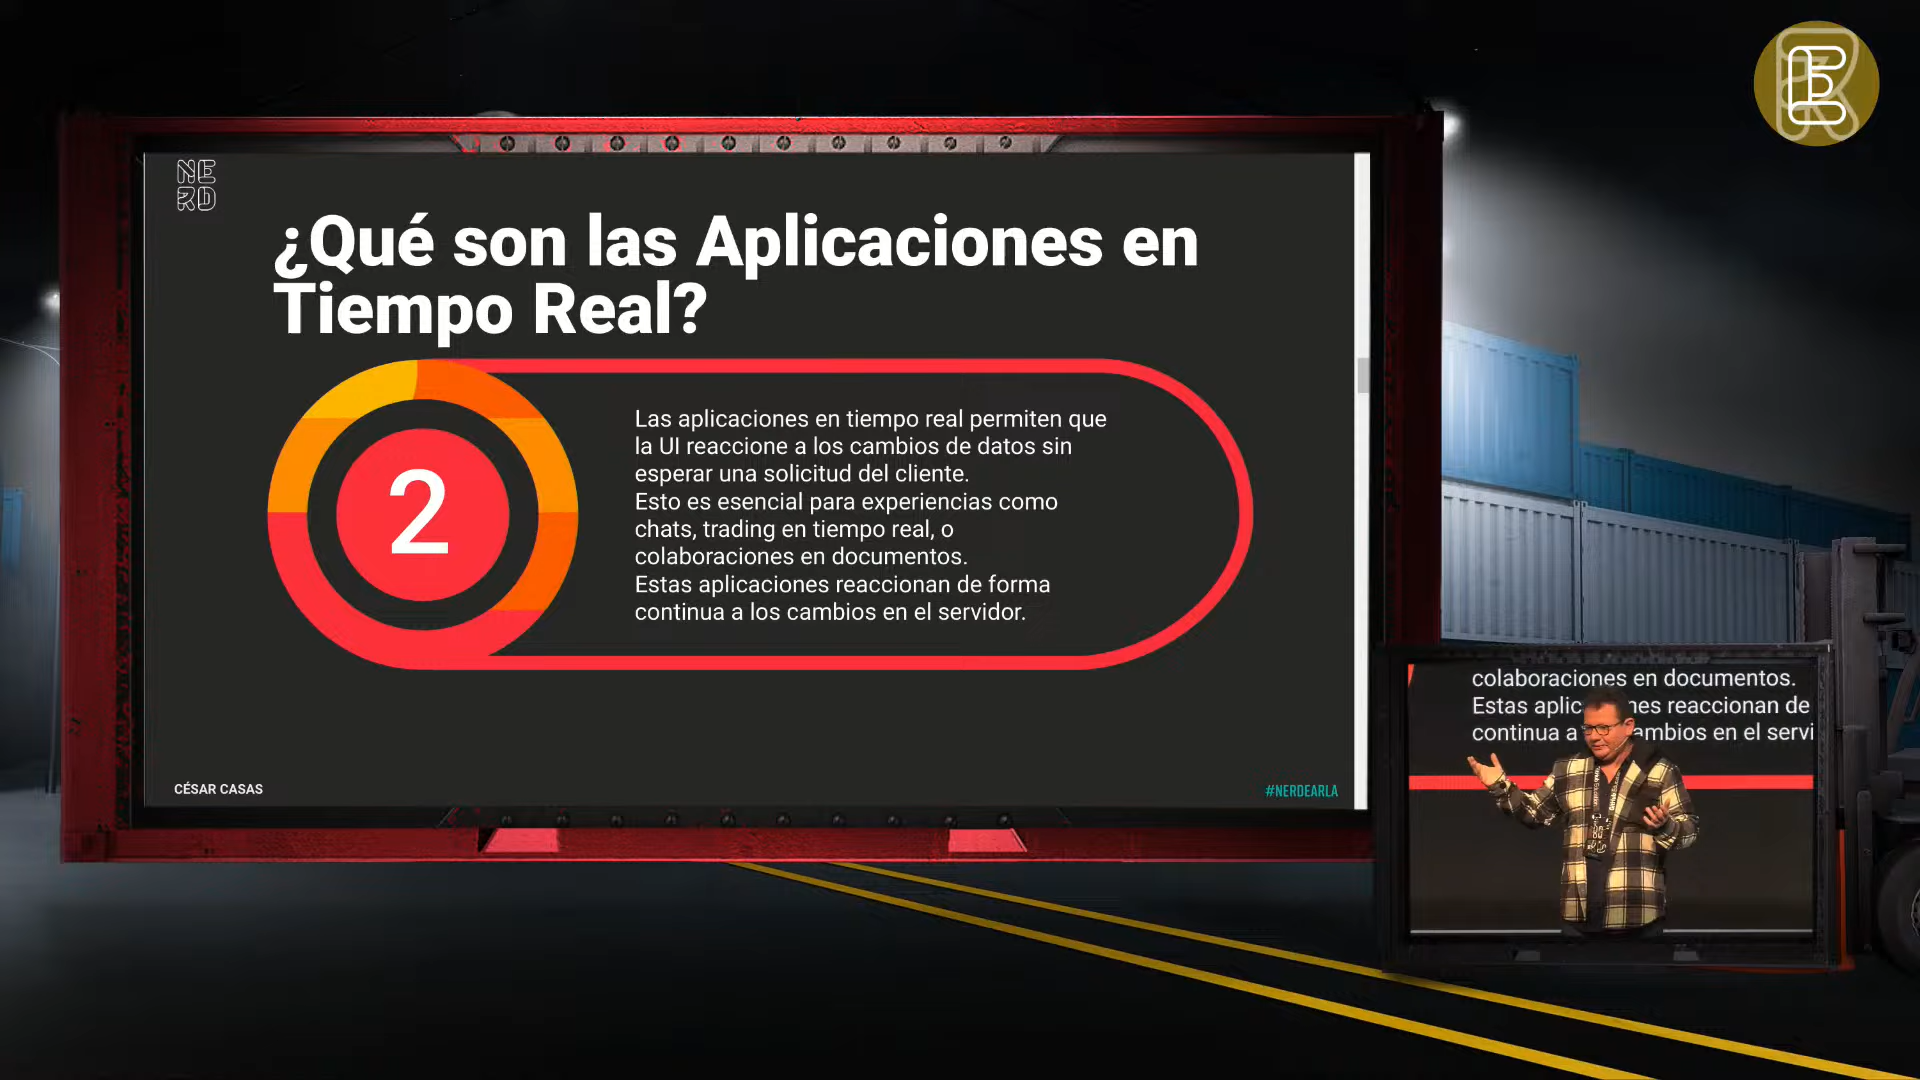 NE
RD
¿Qué son las Aplicaciones en
Tiempo Real?
2
Las aplicaciones en tiempo real permiten que
la UI reaccione a los cambios de datos sin
esperar una solicitud del cliente.
Esto es esencial para experiencias como
chats, trading en tiempo real, o
colaboraciones en documentos.
Estas aplicaciones reaccionan de forma
continua a los cambios en el servidor.
CÉSAR CASAS
#NERDEARLA
colaboraciones en documentos.
Estas aplic nes reaccionan de
continua a ambios en el servi